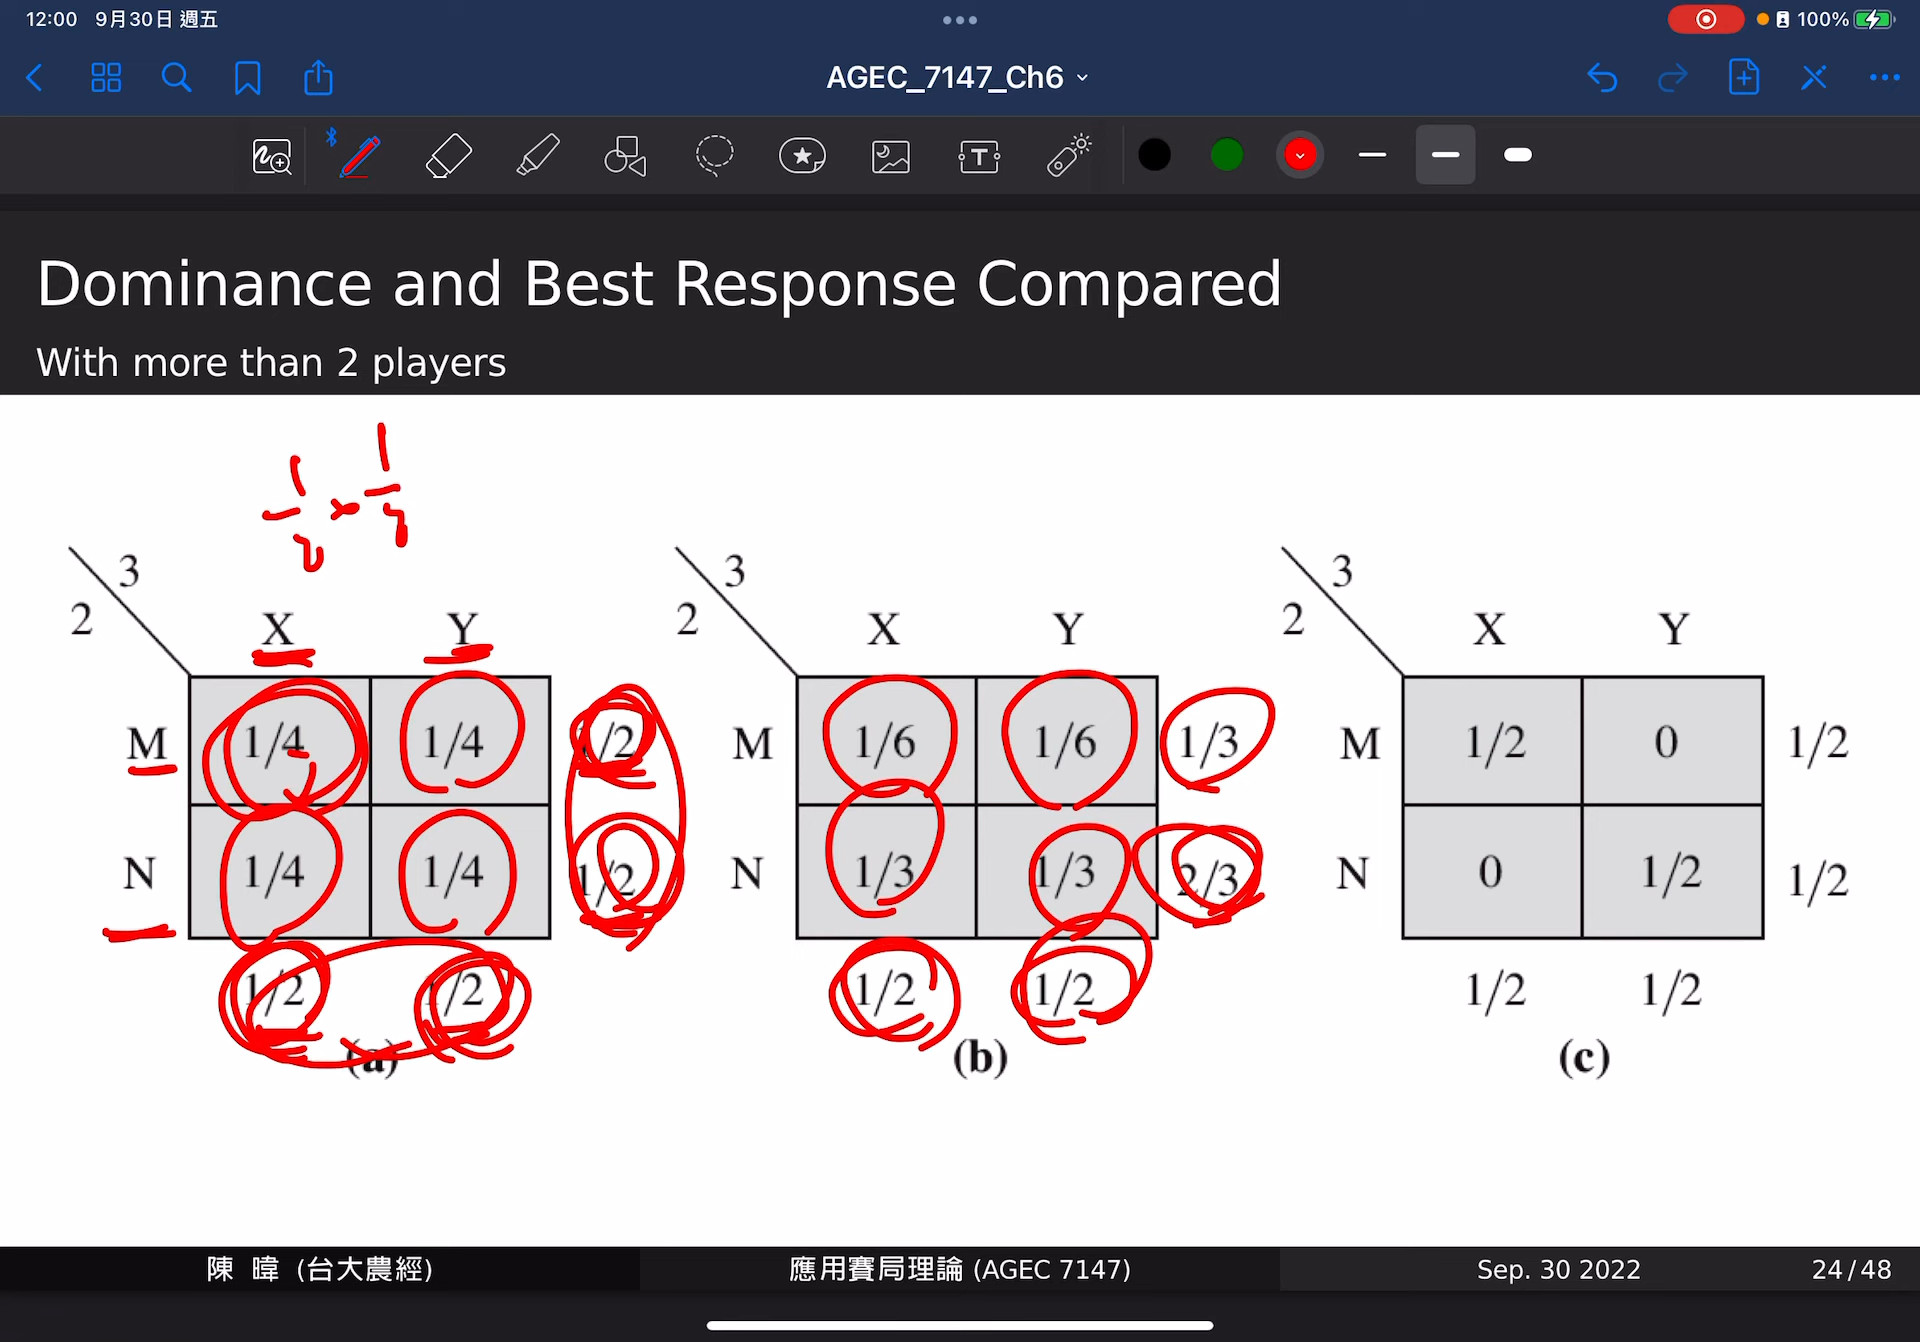 12:00 9月30日 週五
100%
AGEC_7147_Ch6
T
Dominance and Best Response Compared
With more than 2 players
3
2
X Y
M 1/4 1/4 1/2
N 1/4 1/4 1/2
1/2 1/2
(a)
3
2
X Y
M 1/6 1/6 1/3
N 1/3 1/3 2/3
1/2 1/2
(b)
3
2
X Y
M 1/2 0 1/2
N 0 1/2 1/2
1/2 1/2
(c)
陳 暐 (台大農經) 應用賽局理論 (AGEC 7147) Sep. 30 2022 24/48